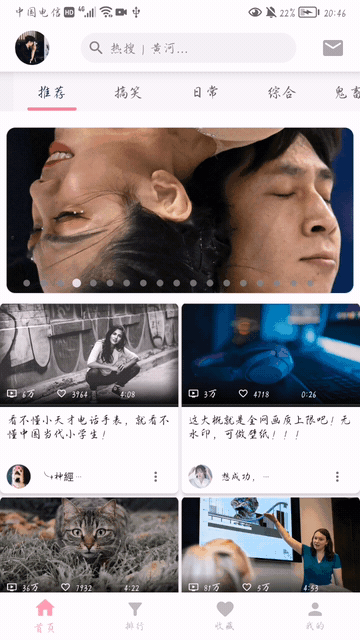 中国电信 HD 4G 22% 20:46
热搜 | 黄河...
推荐 搞笑 日常 综合 鬼畜
6万 3964 4:08
3万 4718 0:26
看不懂小天才电话手表，就看不
懂中国当代小学生！
这大概就是全网画质上限吧！无
水印，可做壁纸！！！
神經…
想成功，…
36万 7932 4:22
81万 5万 4:53
首页 排行 收藏 我的